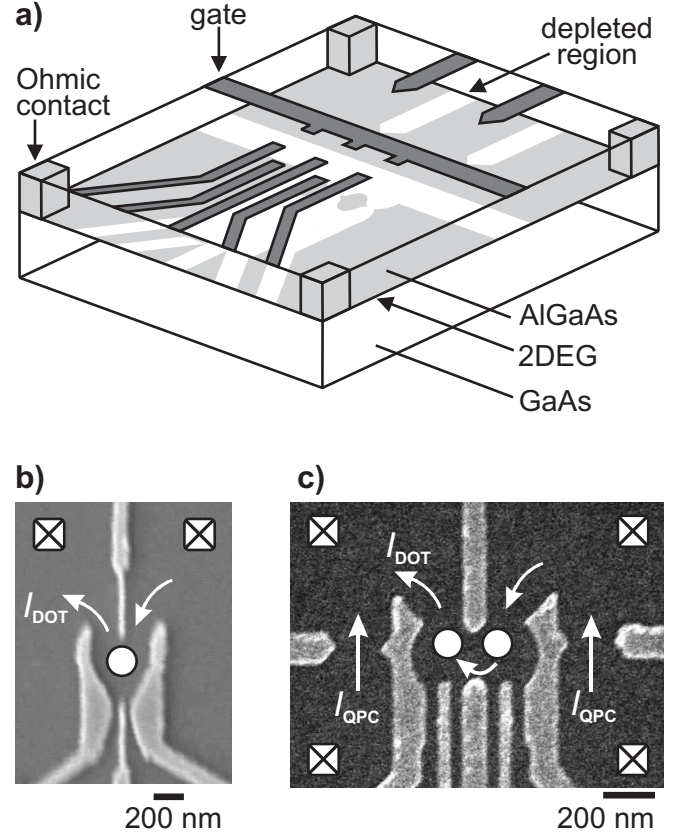 a)
gate
depleted
region
Ohmic
contact
AlGaAs
2DEG
GaAs
b)
c)
IDOT
200 nm
IDOT
IQPC
IQPC
200 nm